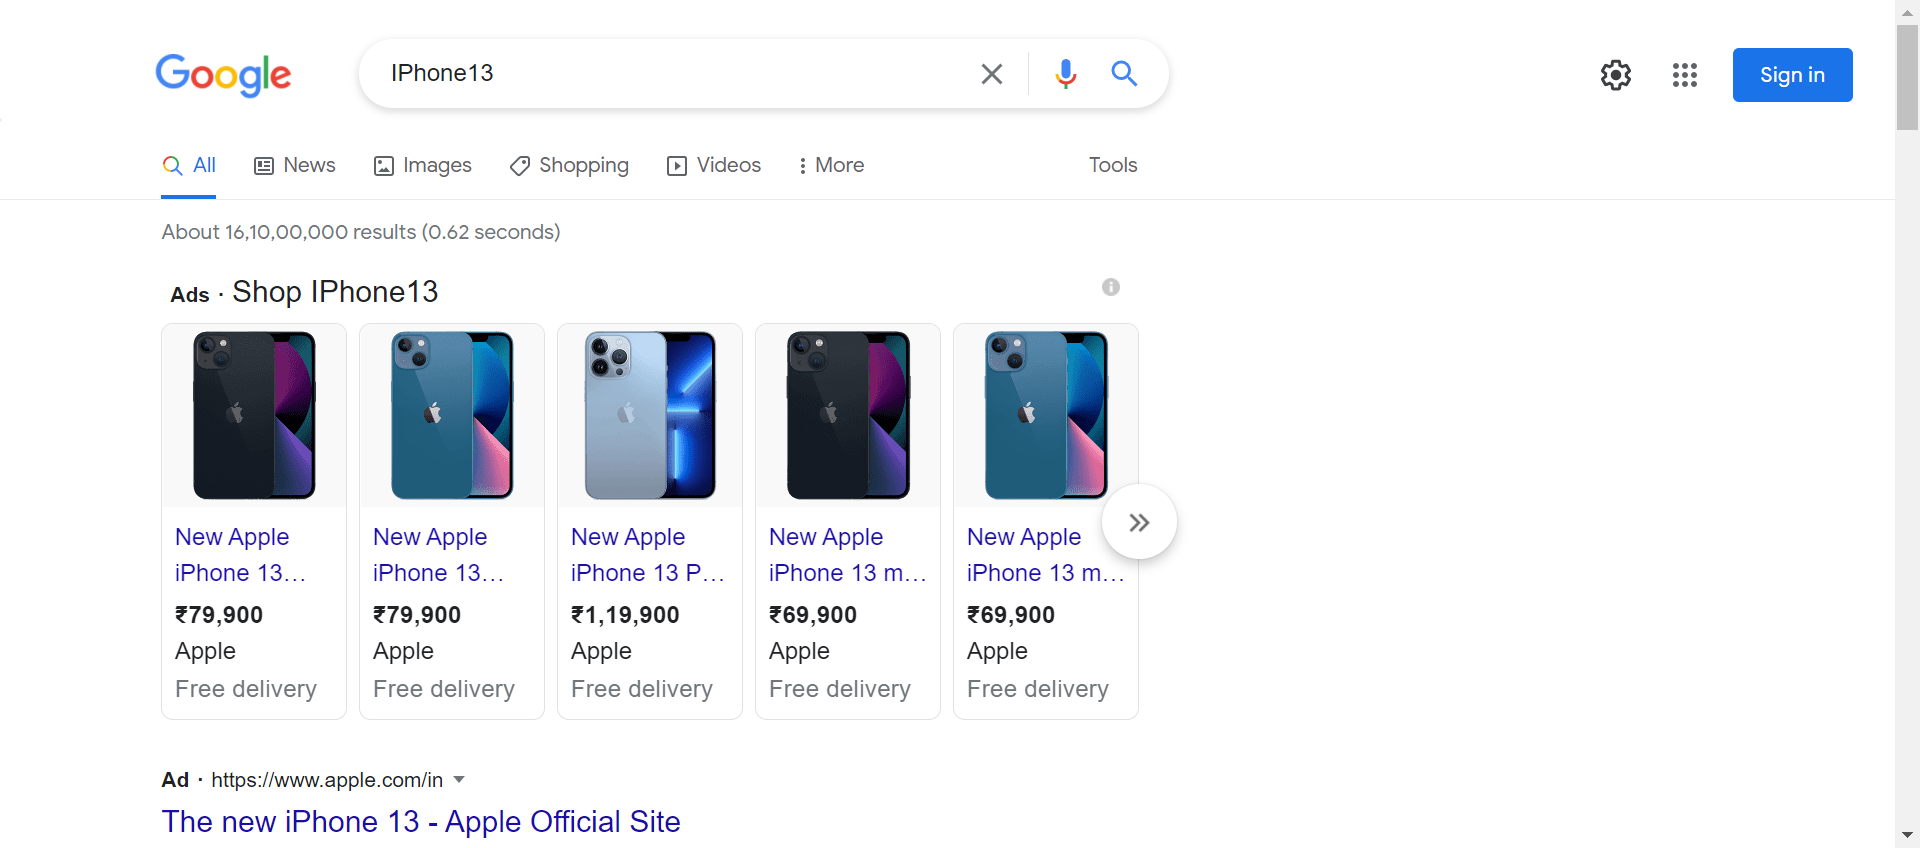 Google
IPhone13
Sign in
All
News
Images
Shopping
Videos
More
Tools
About 16,10,00,000 results (0.62 seconds)
Ads · Shop IPhone13
New Apple
iPhone 13…
₹79,900
Apple
Free delivery
New Apple
iPhone 13…
₹79,900
Apple
Free delivery
New Apple
iPhone 13 P…
₹1,19,900
Apple
Free delivery
New Apple
iPhone 13 m…
₹69,900
Apple
Free delivery
New Apple
iPhone 13 m…
₹69,900
Apple
Free delivery
Ad · https://www.apple.com/in
The new iPhone 13 - Apple Official Site